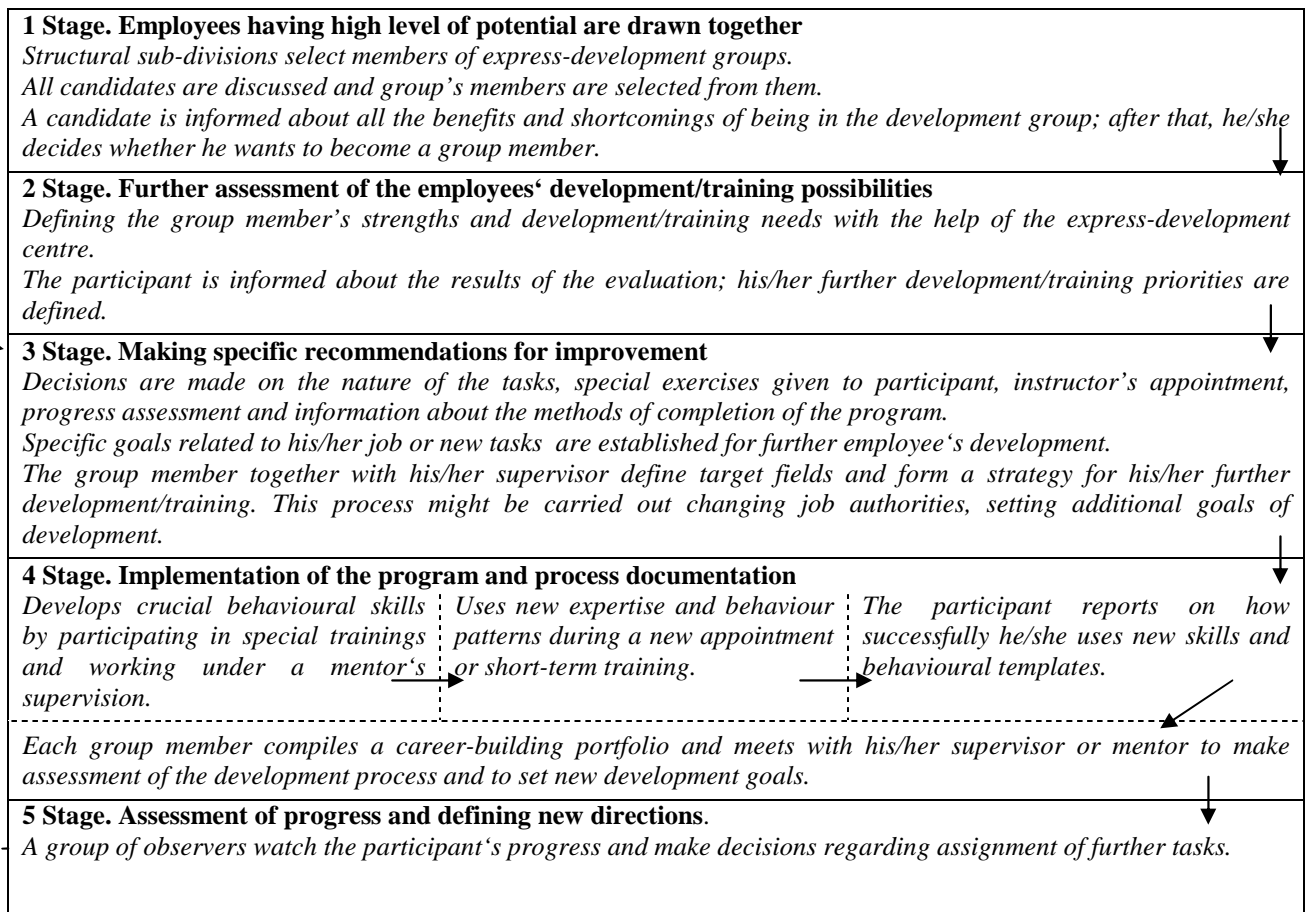 1 Stage. Employees having high level of potential are drawn together
Structural sub-divisions select members of express-development groups.
All candidates are discussed and group's members are selected from them.
A candidate is informed about all the benefits and shortcomings of being in the development group; after that, he/she
decides whether he wants to become a group member.
2 Stage. Further assessment of the employees‘ development/training possibilities
Defining the group member's strengths and development/training needs with the help of the express-development
centre.
The participant is informed about the results of the evaluation; his/her further development/training priorities are
defined.
3 Stage. Making specific recommendations for improvement
Decisions are made on the nature of the tasks, special exercises given to participant, instructor's appointment,
progress assessment and information about the methods of completion of the program.
Specific goals related to his/her job or new tasks are established for further employee‘s development.
The group member together with his/her supervisor define target fields and form a strategy for his/her further
development/training. This process might be carried out changing job authorities, setting additional goals of
development.
4 Stage. Implementation of the program and process documentation
Develops crucial behavioural skills
by participating in special trainings
and working under a mentor‘s
supervision.
Uses new expertise and behaviour
patterns during a new appointment
or short-term training.
The participant reports on how
successfully he/she uses new skills and
behavioural templates.
Each group member compiles a career-building portfolio and meets with his/her supervisor or mentor to make
assessment of the development process and to set new development goals.
5 Stage. Assessment of progress and defining new directions.
A group of observers watch the participant‘s progress and make decisions regarding assignment of further tasks.